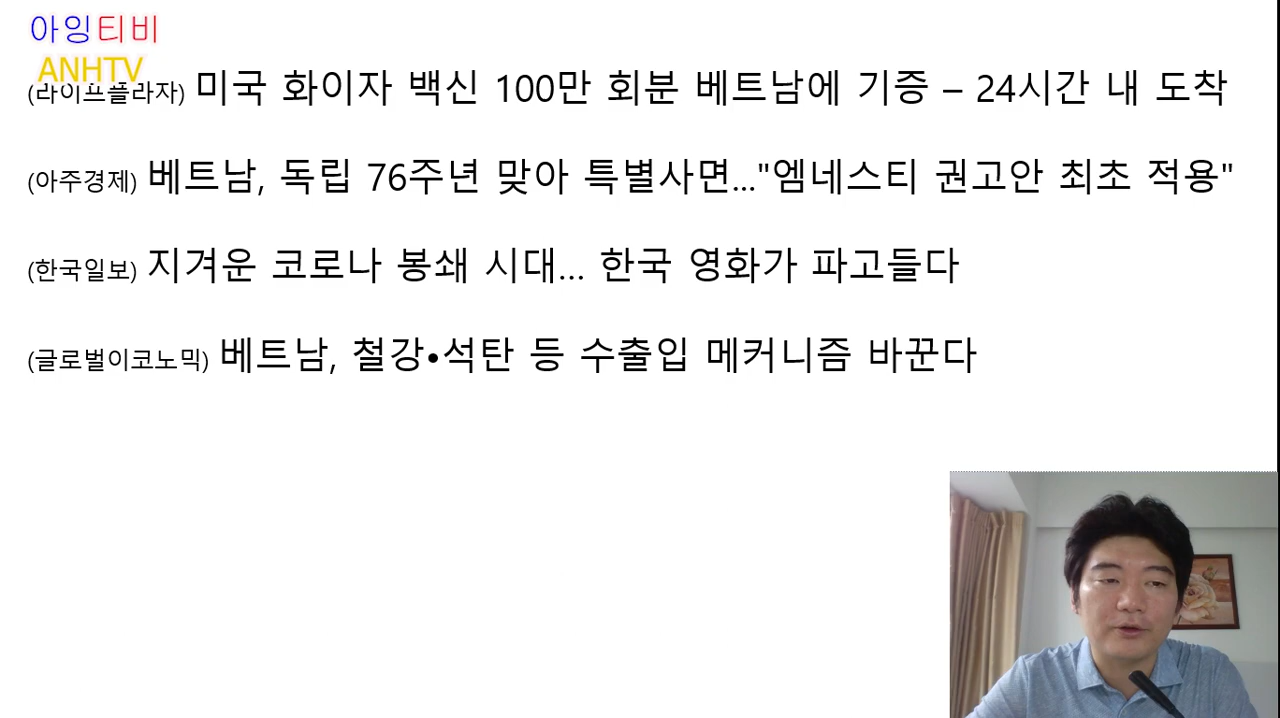 아잉티비
ANHTV
(라이프플라자) 미국 화이자 백신 100만 회분 베트남에 기증 – 24시간 내 도착
(아주경제) 베트남, 독립 76주년 맞아 특별사면..."엠네스티 권고안 최초 적용"
(한국일보) 지겨운 코로나 봉쇄 시대... 한국 영화가 파고들다
(글로벌이코노믹) 베트남, 철강•석탄 등 수출입 메커니즘 바꾼다